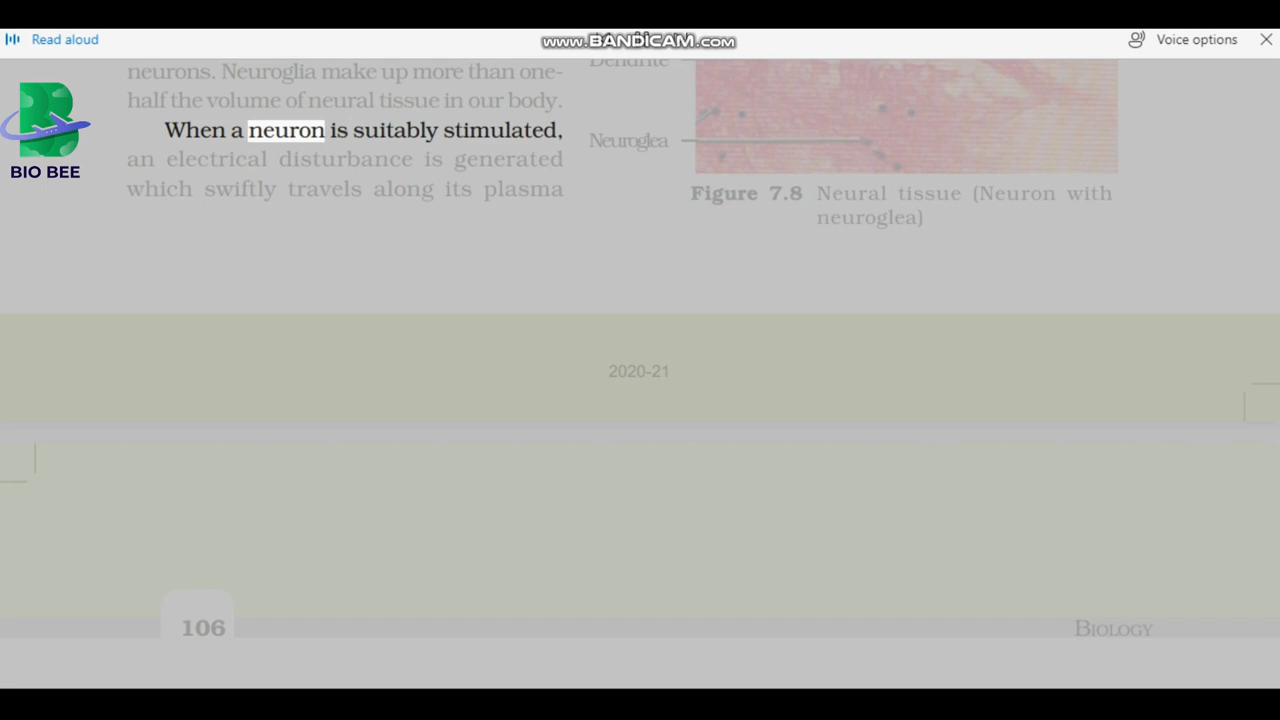 Read aloud
www.BANDICAM.com
Voice options
BIO BEE
neurons. Neuroglia make up more than one-
half the volume of neural tissue in our body.
When a neuron is suitably stimulated,
an electrical disturbance is generated
which swiftly travels along its plasma
Dendrite
Neuroglea
Figure 7.8 Neural tissue (Neuron with
neuroglea)
2020-21
106
BIOLOGY